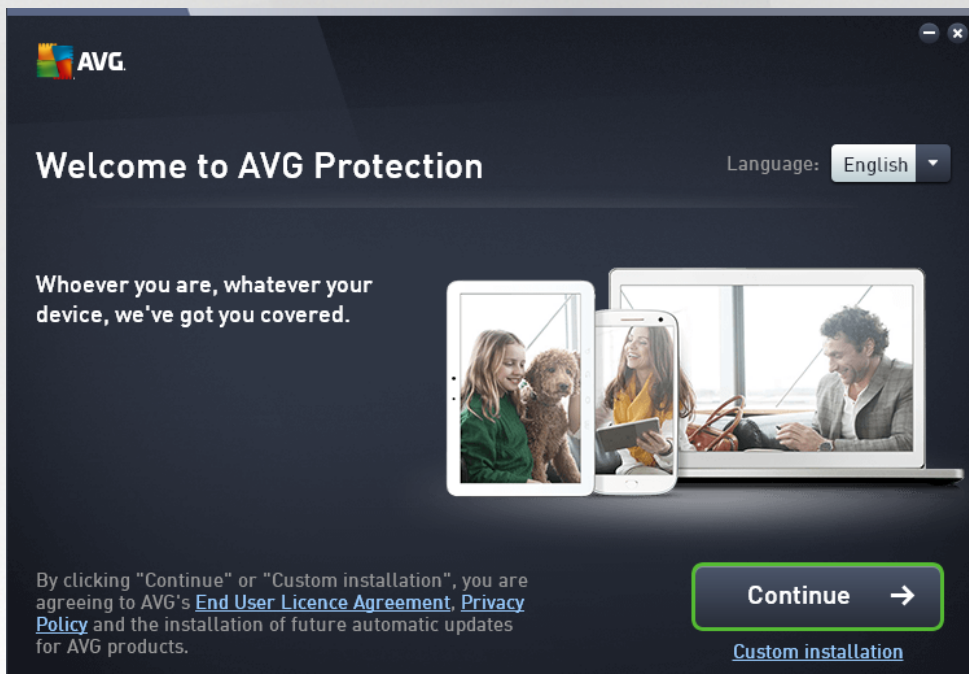 AVG.
Welcome to AVG Protection
Language: English
Whoever you are, whatever your
device, we've got you covered.
By clicking "Continue" or "Custom installation", you are
agreeing to AVG's End User Licence Agreement, Privacy
Policy and the installation of future automatic updates
for AVG products.
Continue →
Custom installation